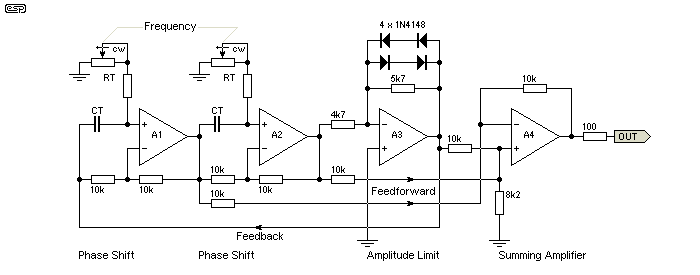 ESP
Frequency
4 x 1N4148
cw
cw
RT
RT
5k7
10k
CT
CT
4k7
A1
A2
A3
A4
10k
100
OUT
10k
10k
10k
10k
10k
Feedforward
8k2
10k
Feedback
Phase Shift
Phase Shift
Amplitude Limit
Summing Amplifier